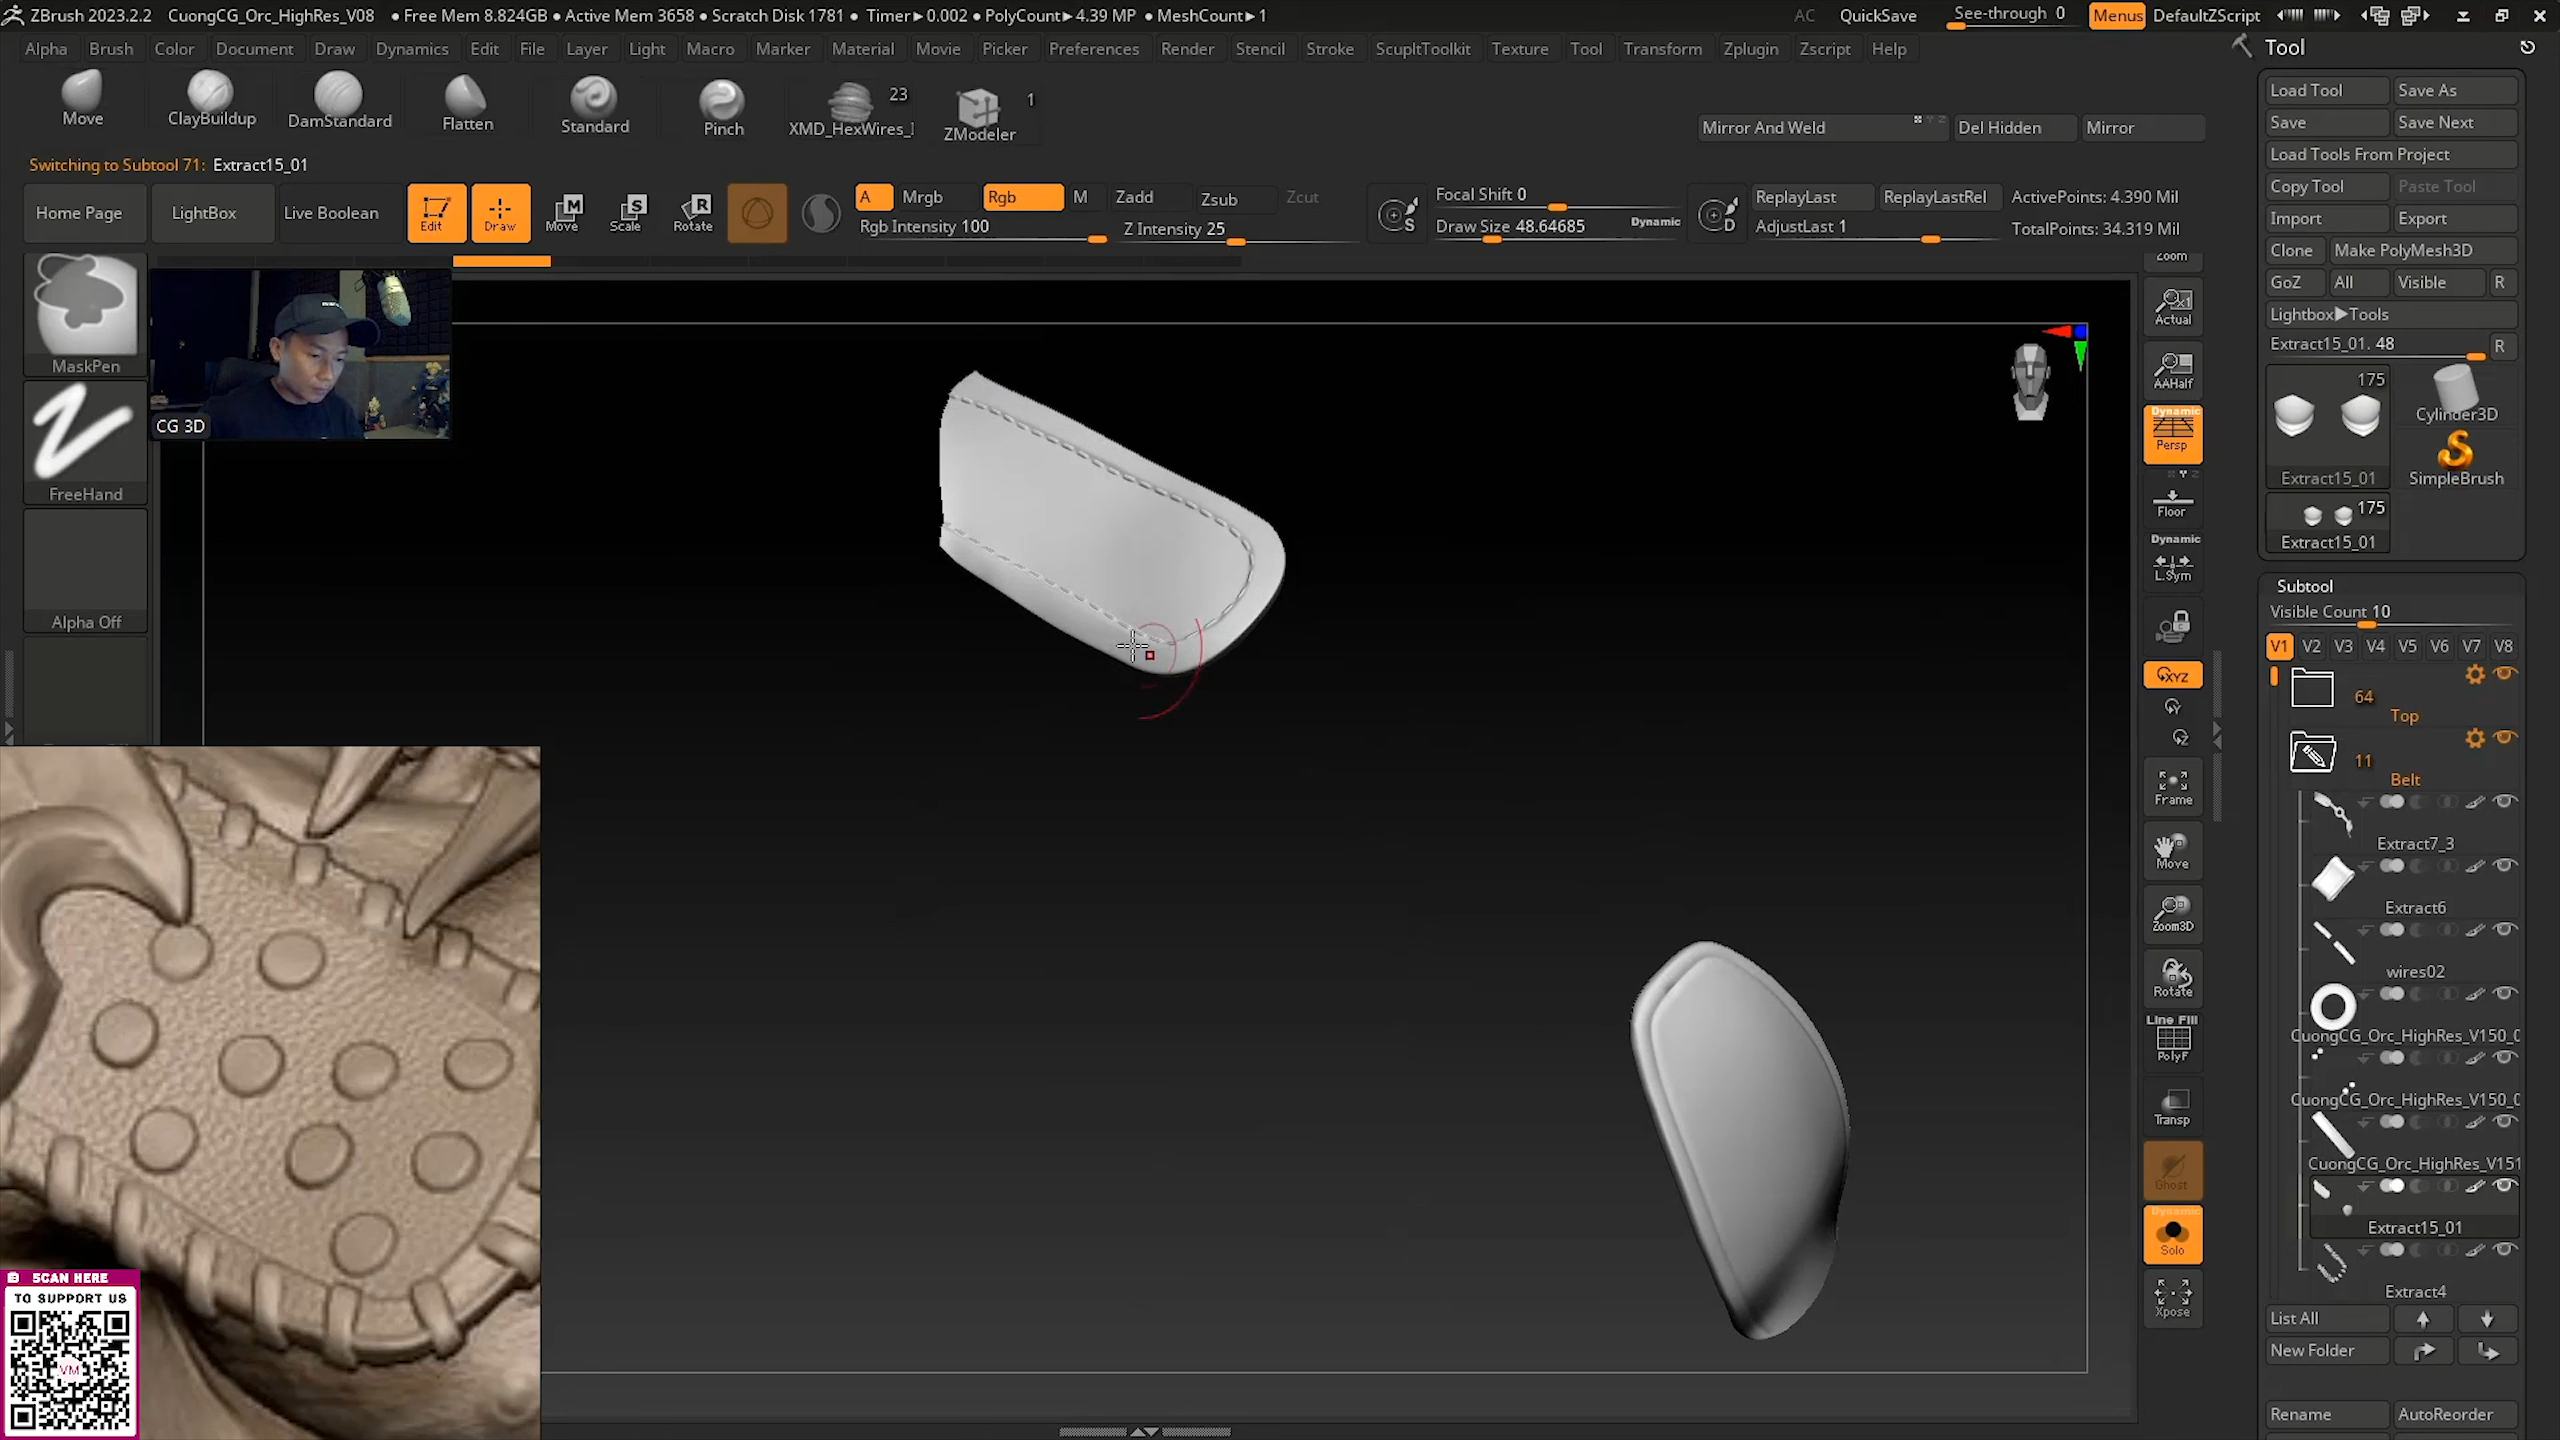 ZBrush 2023.2.2 CuongCG_Orc_HighRes_V08 • Free Mem 8.824GB • Active Mem 3658 • Scratch Disk 1781 • Timer►0.002 • PolyCount►4.39 MP • MeshCount►1 AC QuickSave See-through 0 Menus DefaultZScript
Alpha Brush Color Document Draw Dynamics Edit File Layer Light Macro Marker Material Movie Picker Preferences Render Stencil Stroke ScupltToolkit Texture Tool Transform Zplugin Zscript Help
Tool
Load Tool Save As
Save Save Next
Load Tools From Project
Copy Tool Paste Tool
Import Export
Clone Make PolyMesh3D
GoZ All Visible R
Lightbox►Tools
Extract15_01. 48 R
175
Cylinder3D
Extract15_01 SimpleBrush
175
Extract15_01
Move ClayBuildup DamStandard Flatten Standard Pinch 23 XMD_HexWires_ 1 ZModeler
Mirror And Weld Del Hidden Mirror
Switching to Subtool 71: Extract15_01
Home Page LightBox Live Boolean Edit Draw Move Scale Rotate
M S R
A Mrgb Rgb M Zadd Zsub Zcut
Rgb Intensity 100 Z Intensity 25
S Focal Shift 0
Draw Size 48.64685 Dynamic
D ReplayLast ReplayLastRel ActivePoints: 4.390 Mil
AdjustLast 1 TotalPoints: 34.319 Mil
MaskPen
FreeHand
Alpha Off
CG 3D
SCAN HERE
TO SUPPORT US
VM
Zoom
Actual
AAHalf
Dynamic
Persp
Floor
Dynamic
L.Sym
XYZ
Y
Z
Frame
Move
Zoom3D
Rotate
Line Fill
PolyF
Transp
Ghost
Dynamic
Solo
Xpose
Subtool
Visible Count 10
V1 V2 V3 V4 V5 V6 V7 V8
64
Top
11
Belt
Extract7_3
Extract6
wires02
CuongCG_Orc_HighRes_V150_0
CuongCG_Orc_HighRes_V150_0
CuongCG_Orc_HighRes_V151
Extract15_01
Extract4
List All
New Folder
Rename AutoReorder